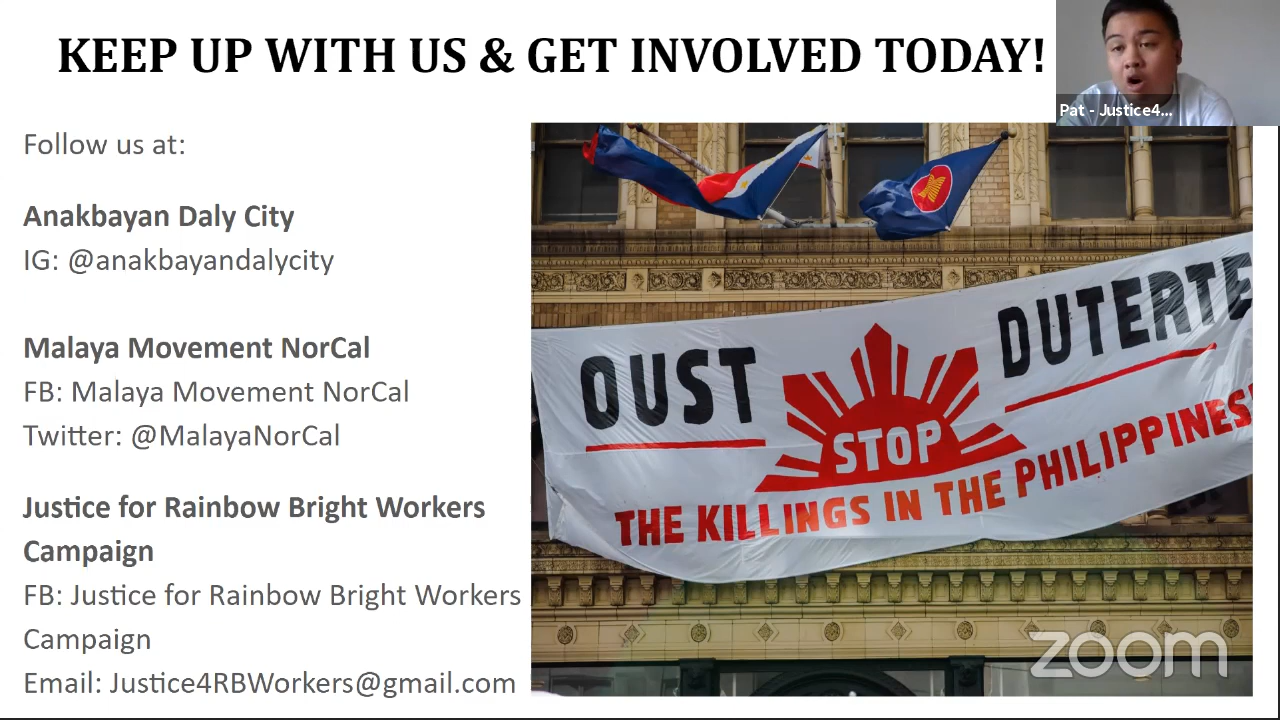 KEEP UP WITH US & GET INVOLVED TODAY!
Pat - Justice4...
Follow us at:
Anakbayan Daly City
IG: @anakbayandalycity
Malaya Movement NorCal
FB: Malaya Movement NorCal
Twitter: @MalayaNorCal
Justice for Rainbow Bright Workers
Campaign
FB: Justice for Rainbow Bright Workers
Campaign
Email: Justice4RBWorkers@gmail.com
OUST DUTERTE
STOP
THE KILLINGS IN THE PHILIPPINES
zoom